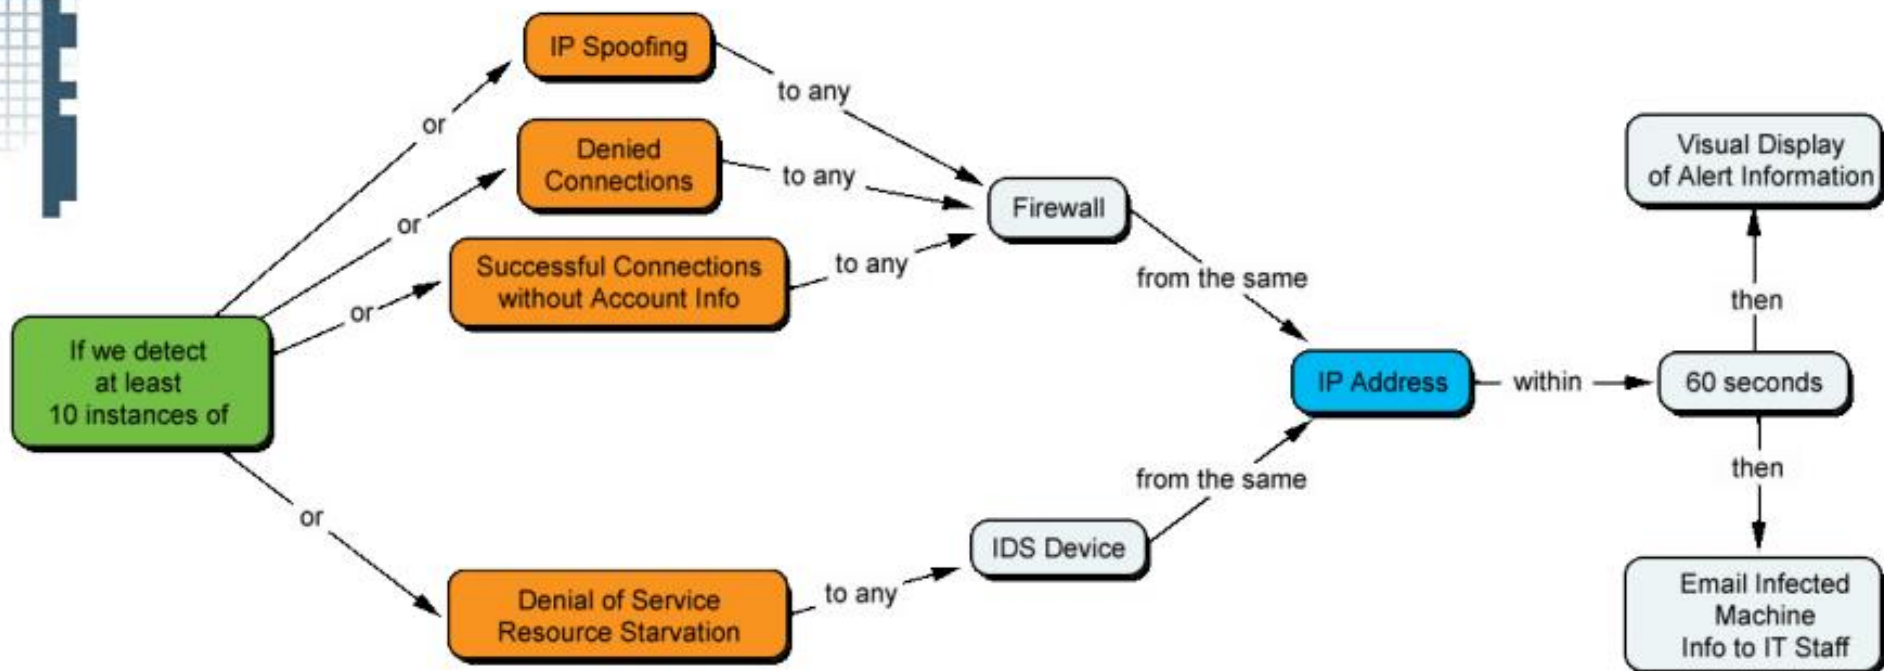 IP Spoofing
to any
or
Denied
Connections
to any
or
Firewall
Successful Connections
without Account Info
to any
or
If we detect
at least
10 instances of
from the same
IP Address
within
60 seconds
then
Visual Display
of Alert Information
then
Email Infected
Machine
Info to IT Staff
from the same
IDS Device
to any
or
Denial of Service
Resource Starvation